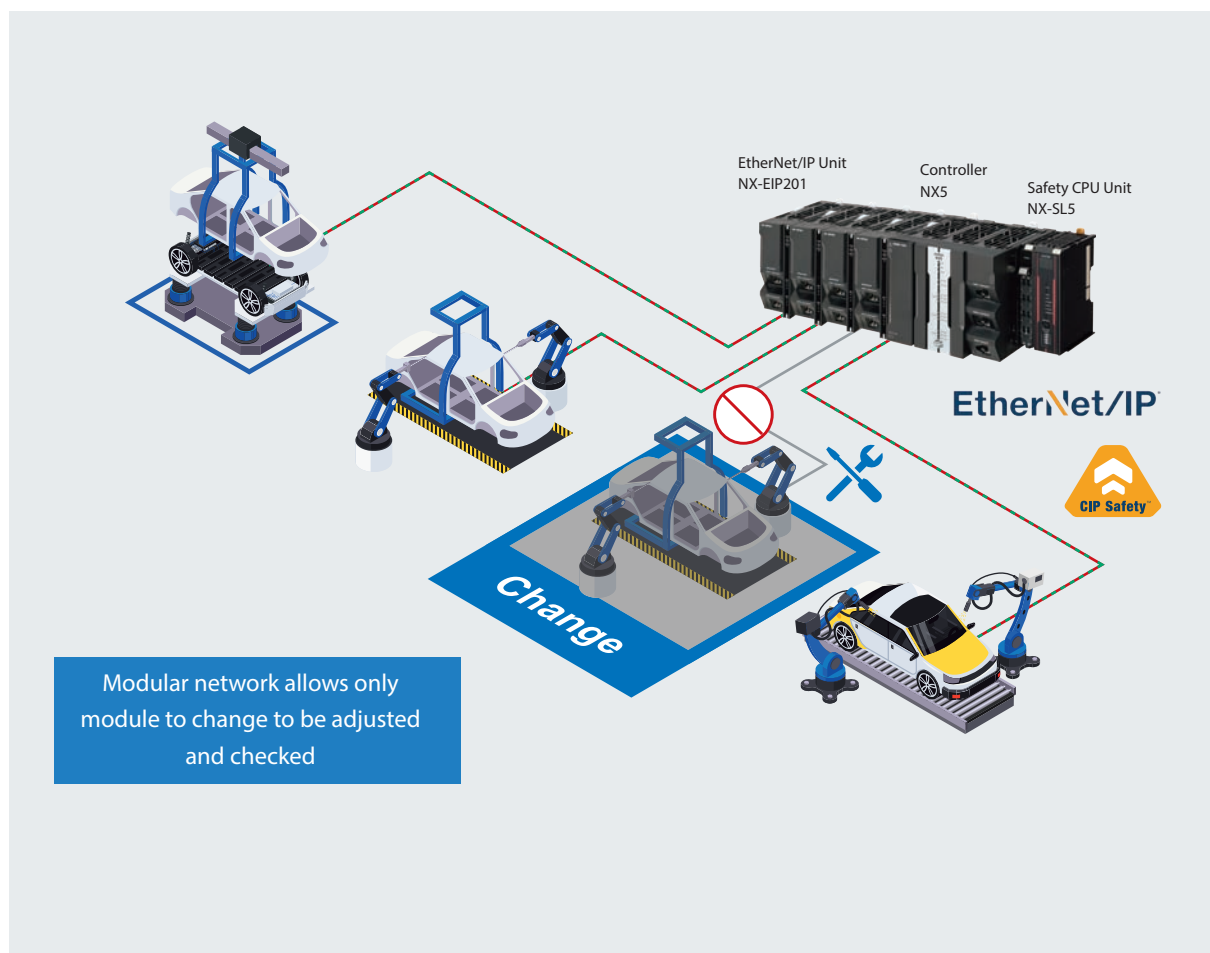 EtherNet/IP Unit
NX-EIP201
Controller
NX5
Safety CPU Unit
NX-SL5
EtherNet/IP
CIP Safety™
Change
Modular network allows only
module to change to be adjusted
and checked